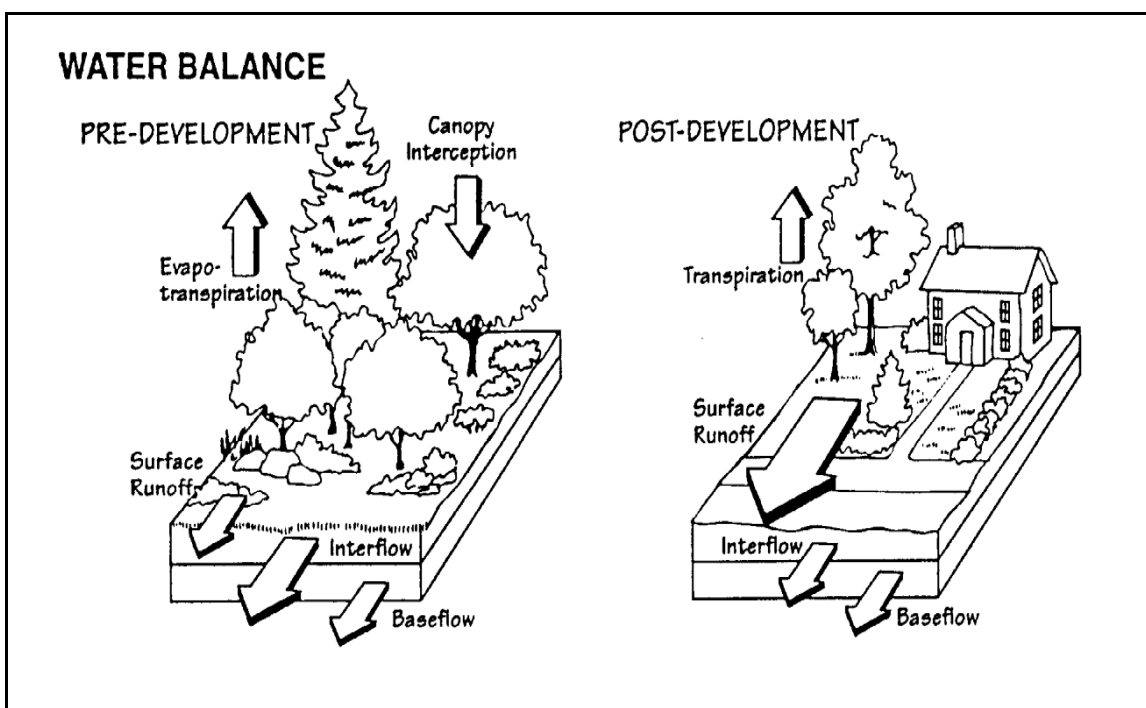 WATER BALANCE
PRE-DEVELOPMENT
Canopy
Interception
Evapo-
transpiration
Surface
Runoff
Interflow
Baseflow
POST-DEVELOPMENT
Transpiration
Surface
Runoff
Interflow
Baseflow